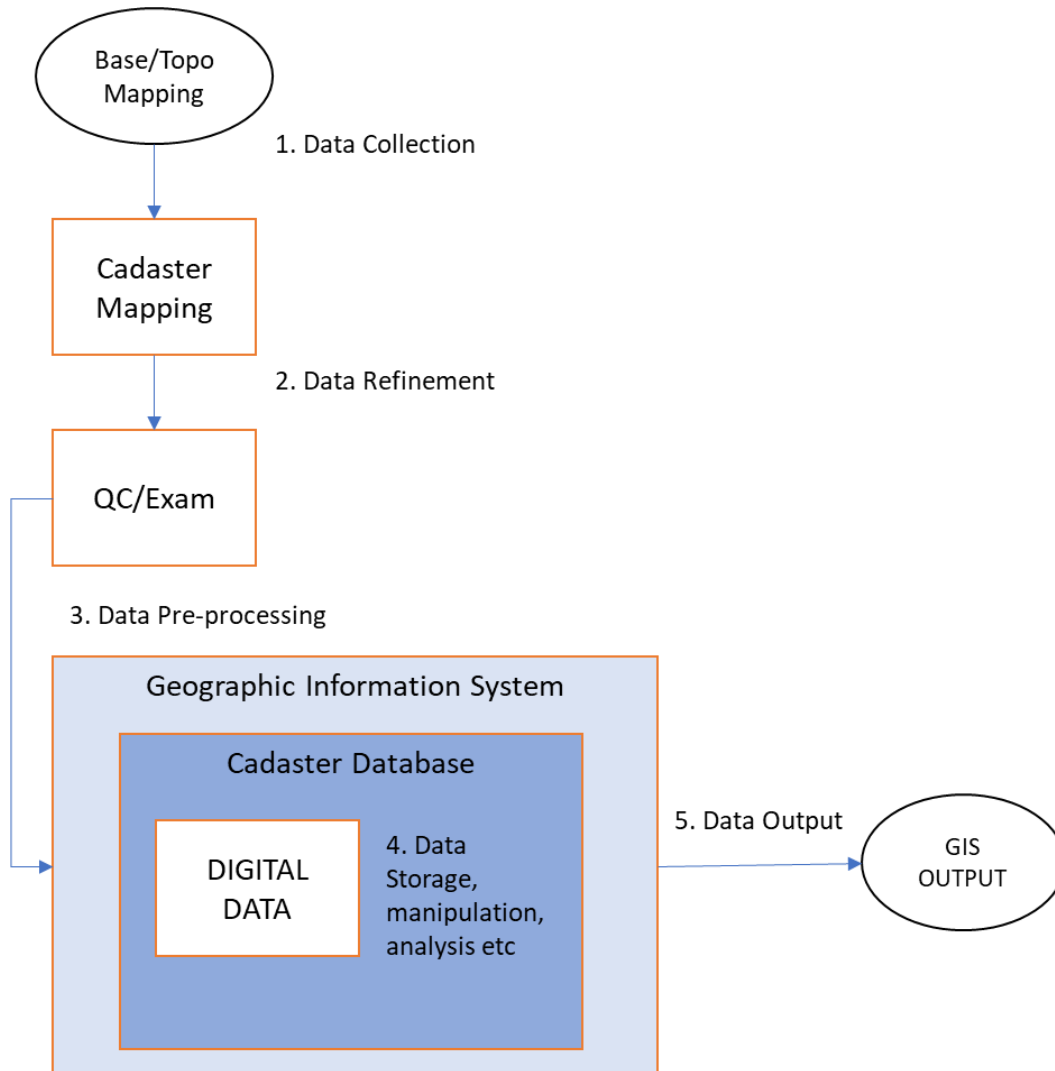 Base/Topo
Mapping
1. Data Collection
Cadaster
Mapping
2. Data Refinement
QC/Exam
3. Data Pre-processing
Geographic Information System
Cadaster Database
DIGITAL
DATA
4. Data
Storage,
manipulation,
analysis etc
5. Data Output
GIS
OUTPUT